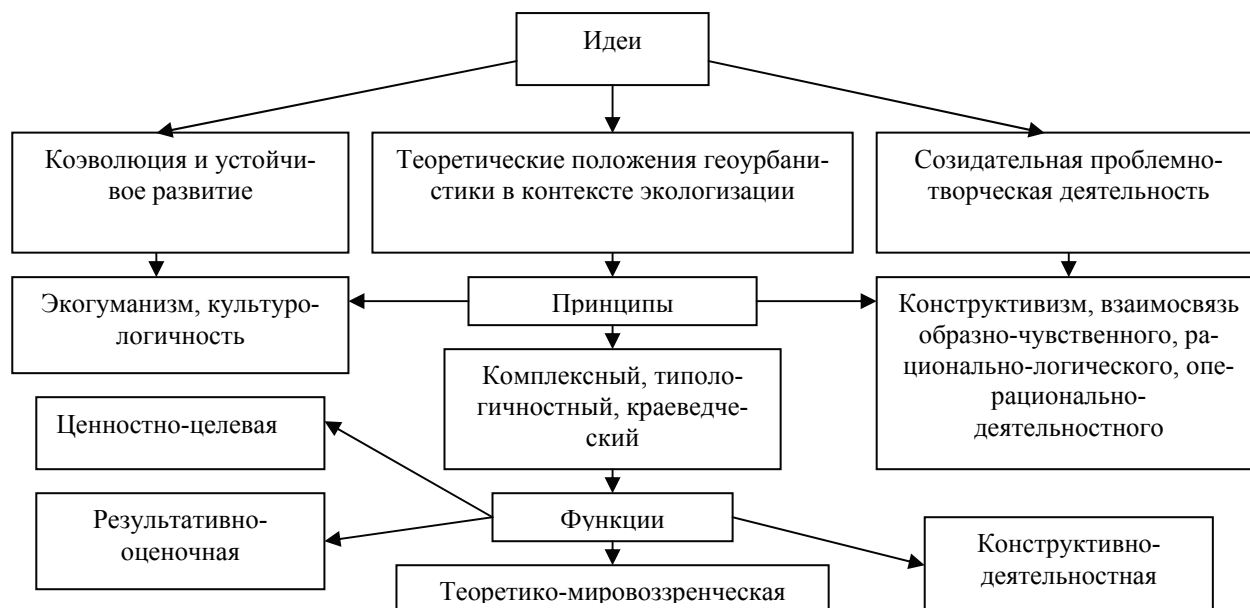 Идеи
Коэволюция и устойчи-
вое развитие
Теоретические положения геоурбани-
стики в контексте экологизации
Созидательная проблемно-
творческая деятельность
Экогуманизм, культуро-
логичность
Принципы
Конструктивизм, взаимосвязь
образно-чувственного, ра-
ционально-логического, опе-
рационально-
деятельностного
Комплексный, типоло-
гичностный, краеведче-
ский
Ценностно-целевая
Результативно-
оценочная
Функции
Конструктивно-
деятельностная
Теоретико-мировоззренческая